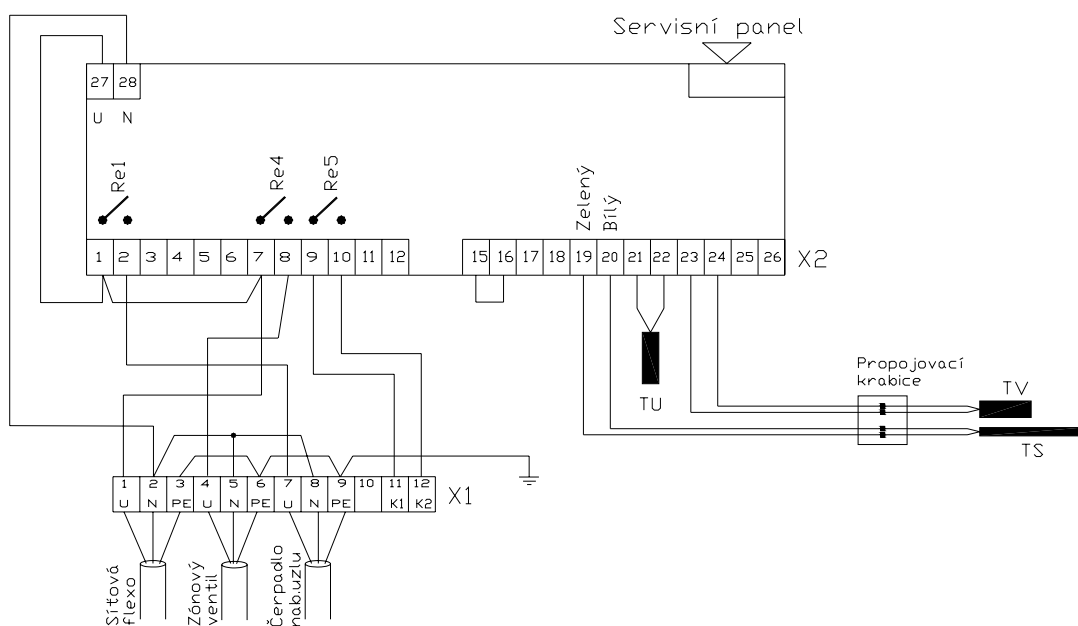 Servisní panel
27 28
U N
Re1
Re4
Re5
Zelený
Bílý
1 2 3 4 5 6 7 8 9 10 11 12
15 16 17 18 19 20 21 22 23 24 25 26
X2
Propojovací
krabice
TU
TV
TS
1 2 3 4 5 6 7 8 9 10 11 12
U N PE U N PE U N PE K1 K2
X1
Síťová
flexo
Zónový
ventil
Čerpadlo
nab.uzlu